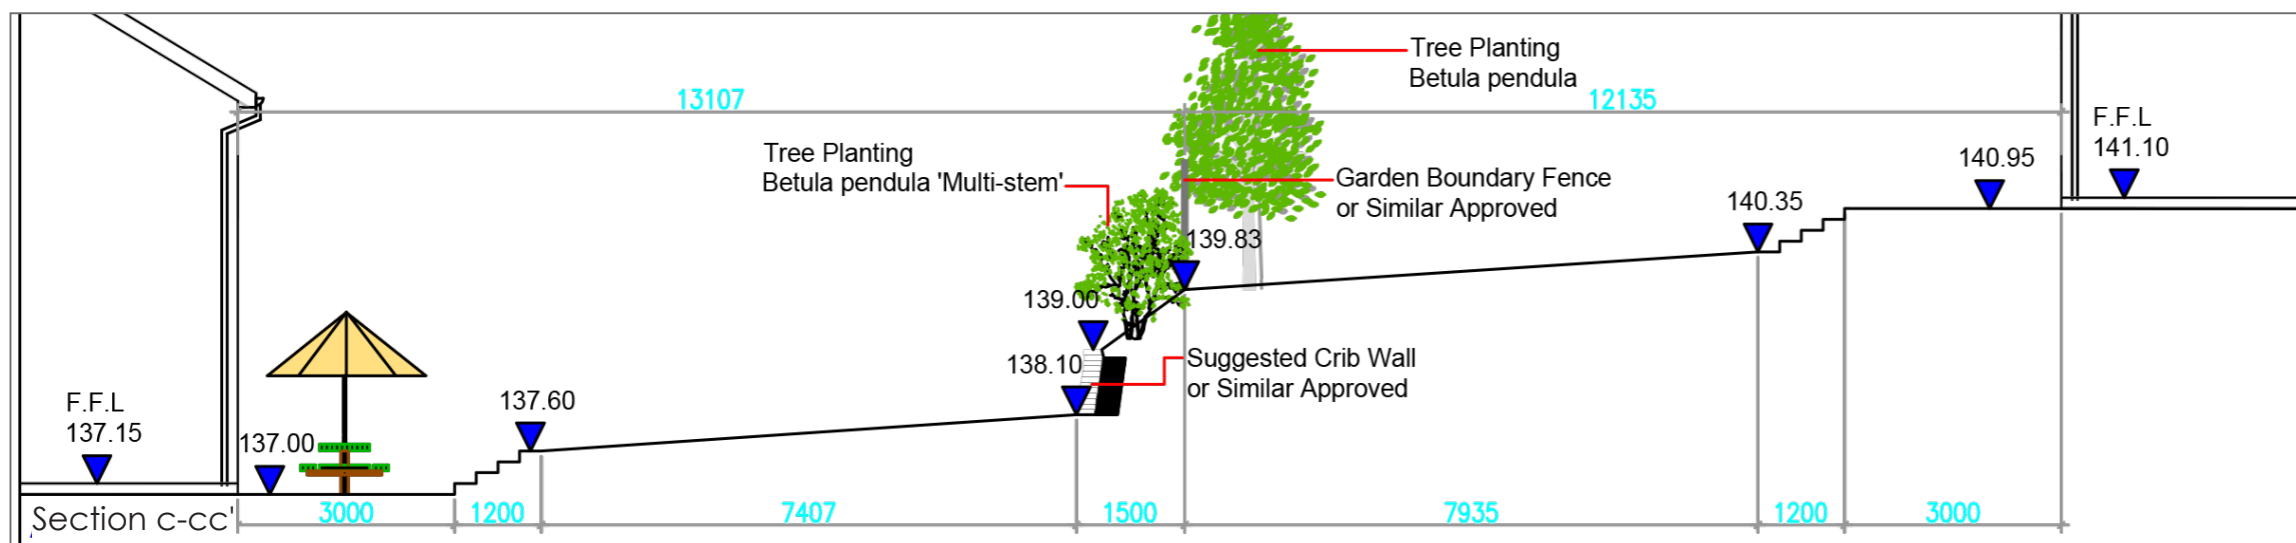 Tree Planting
Betula pendula
13107
12135
F.F.L
141.10
Tree Planting
Betula pendula 'Multi-stem'
140.95
Garden Boundary Fence
or Similar Approved
140.35
139.83
139.00
138.10
Suggested Crib Wall
or Similar Approved
F.F.L
137.15
137.60
137.00
Section c-cc'
3000
1200
7407
1500
7935
1200
3000